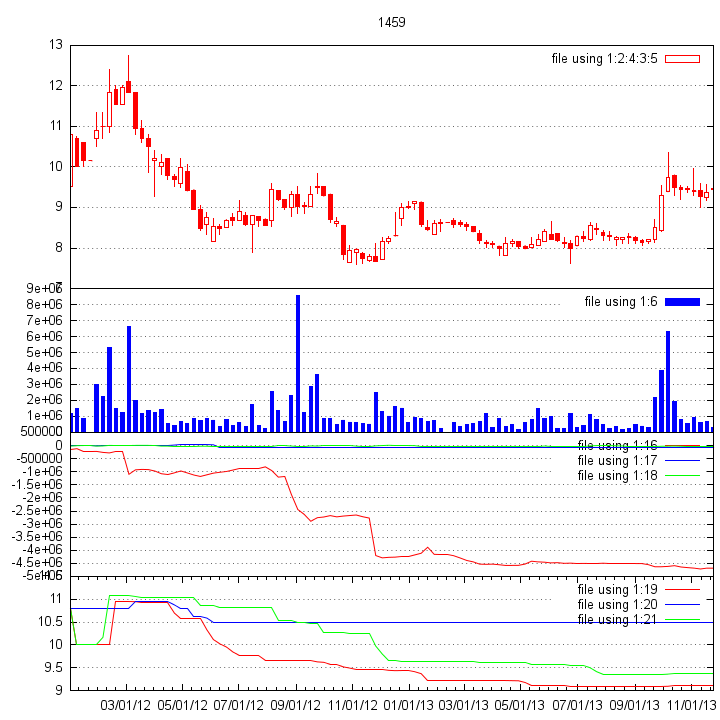 1459
13
file using 1:2:4:3:5
12
11
10
9
8
7
9e+06
file using 1:6
8e+06
7e+06
6e+06
5e+06
4e+06
3e+06
2e+06
1e+06
500000
0
file using 1:16
-500000
file using 1:17
-1e+06
file using 1:18
-1.5e+06
-2e+06
-2.5e+06
-3e+06
-3.5e+06
-4e+06
-4.5e+06
-5e+06
file using 1:19
11
file using 1:20
10.5
file using 1:21
10
9.5
9
03/01/12 05/01/12 07/01/12 09/01/12 11/01/12 01/01/13 03/01/13 05/01/13 07/01/13 09/01/13 11/01/13